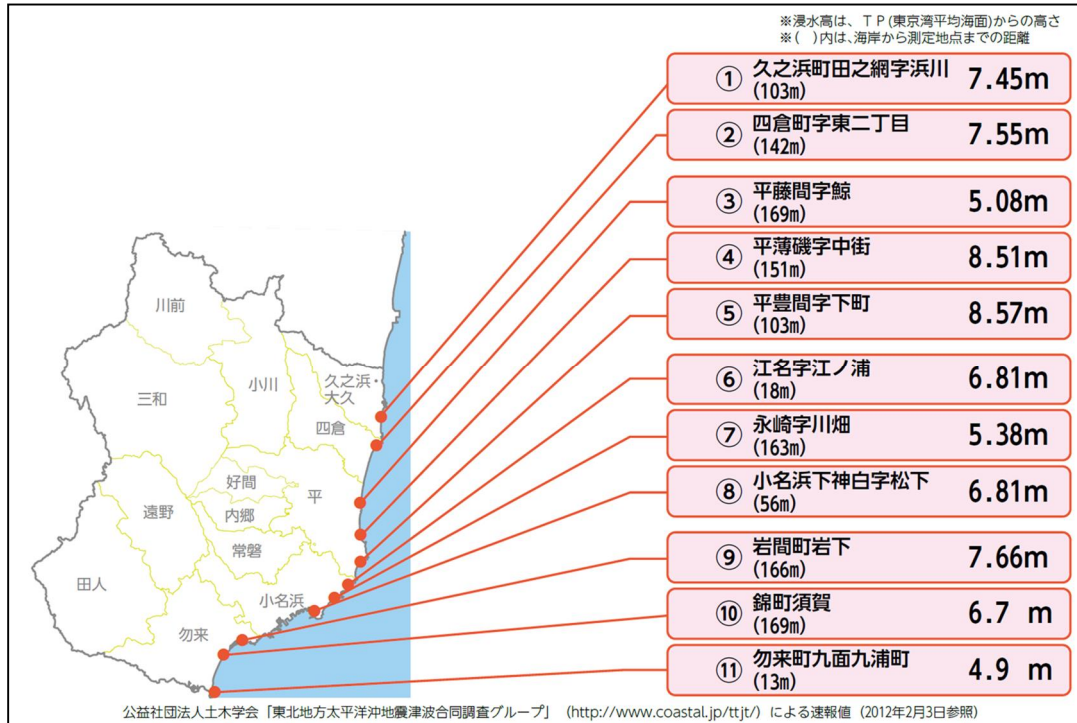 ※浸水高は、TP(東京湾平均海面)からの高さ
※( )内は、海岸から測定地点までの距離
① 久之浜町田之網字浜川 7.45m
(103m)
② 四倉町字東二丁目 7.55m
(142m)
③ 平藤間字鯨 5.08m
(169m)
④ 平薄磯字中街 8.51m
(151m)
⑤ 平豊間字下町 8.57m
(103m)
⑥ 江名字江ノ浦 6.81m
(18m)
⑦ 永崎字川畑 5.38m
(163m)
⑧ 小名浜下神白字松下 6.81m
(56m)
⑨ 岩間町岩下 7.66m
(166m)
⑩ 錦町須賀 6.7 m
(169m)
⑪ 勿来町九面九浦町 4.9 m
(13m)
川前
小川
久之浜・
大久
三和
四倉
好間
平
遠野
内郷
常磐
田人
小名浜
勿来
公益社団法人土木学会「東北地方太平洋沖地震津波合同調査グループ」(http://www.coastal.jp/ttjt/)による速報値(2012年2月3日参照)